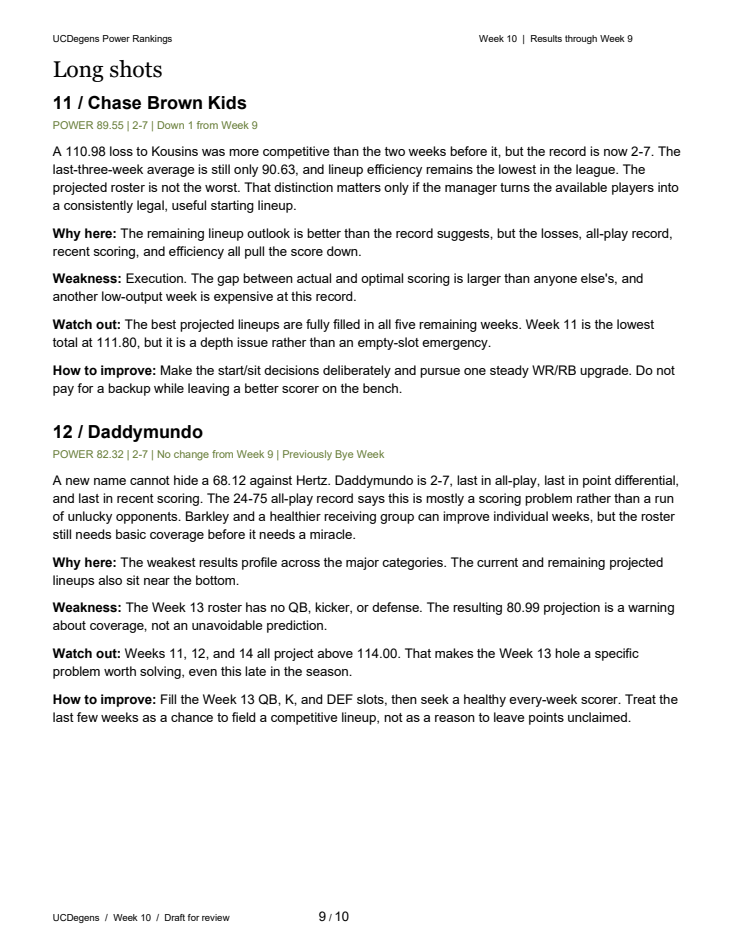 UCDegens Power Rankings
Week 10 | Results through Week 9
Long shots
11 / Chase Brown Kids
POWER 89.55 | 2-7 | Down 1 from Week 9
A 110.98 loss to Kousins was more competitive than the two weeks before it, but the record is now 2-7. The
last-three-week average is still only 90.63, and lineup efficiency remains the lowest in the league. The
projected roster is not the worst. That distinction matters only if the manager turns the available players into
a consistently legal, useful starting lineup.
Why here: The remaining lineup outlook is better than the record suggests, but the losses, all-play record,
recent scoring, and efficiency all pull the score down.
Weakness: Execution. The gap between actual and optimal scoring is larger than anyone else's, and
another low-output week is expensive at this record.
Watch out: The best projected lineups are fully filled in all five remaining weeks. Week 11 is the lowest
total at 111.80, but it is a depth issue rather than an empty-slot emergency.
How to improve: Make the start/sit decisions deliberately and pursue one steady WR/RB upgrade. Do not
pay for a backup while leaving a better scorer on the bench.
12 / Daddymundo
POWER 82.32 | 2-7 | No change from Week 9 | Previously Bye Week
A new name cannot hide a 68.12 against Hertz. Daddymundo is 2-7, last in all-play, last in point differential,
and last in recent scoring. The 24-75 all-play record says this is mostly a scoring problem rather than a run
of unlucky opponents. Barkley and a healthier receiving group can improve individual weeks, but the roster
still needs basic coverage before it needs a miracle.
Why here: The weakest results profile across the major categories. The current and remaining projected
lineups also sit near the bottom.
Weakness: The Week 13 roster has no QB, kicker, or defense. The resulting 80.99 projection is a warning
about coverage, not an unavoidable prediction.
Watch out: Weeks 11, 12, and 14 all project above 114.00. That makes the Week 13 hole a specific
problem worth solving, even this late in the season.
How to improve: Fill the Week 13 QB, K, and DEF slots, then seek a healthy every-week scorer. Treat the
last few weeks as a chance to field a competitive lineup, not as a reason to leave points unclaimed.
UCDegens / Week 10 / Draft for review
9 / 10